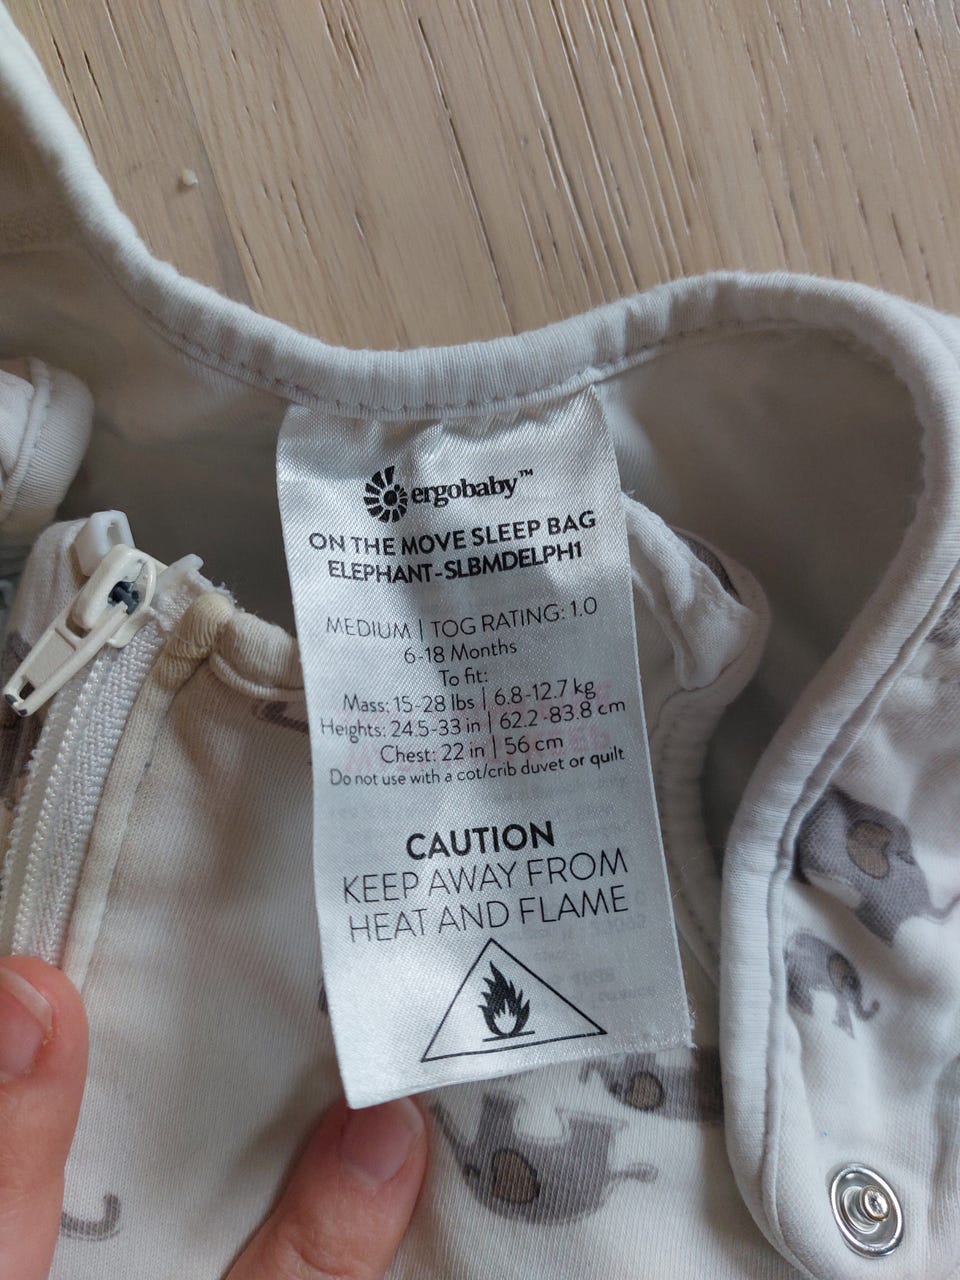 ergobaby™
ON THE MOVE SLEEP BAG
ELEPHANT-SLBMDELPH1
MEDIUM | TOG RATING: 1.0
6-18 Months
To fit:
Mass: 15-28 lbs | 6.8-12.7 kg
Heights: 24.5-33 in | 62.2-83.8 cm
Chest: 22 in | 56 cm
Do not use with a cot/crib duvet or quilt
CAUTION
KEEP AWAY FROM
HEAT AND FLAME